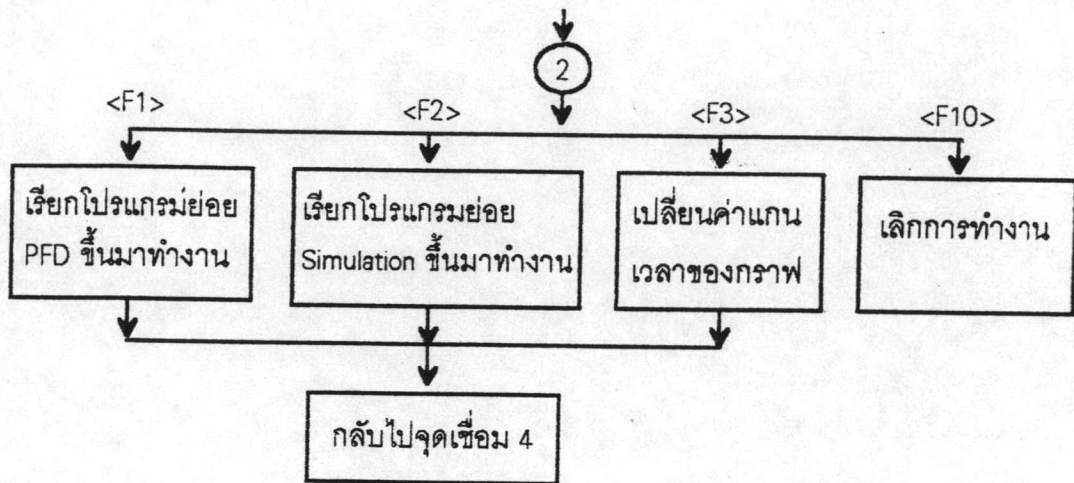 2
<F1>
<F2>
<F3>
<F10>
เรียกโปรแกรมย่อย
PFD ขึ้นมาทำงาน
เรียกโปรแกรมย่อย
Simulation ขึ้นมาทำงาน
เปลี่ยนค่าแกน
เวลาของกราฟ
เลิกการทำงาน
กลับไปจุดเชื่อม 4